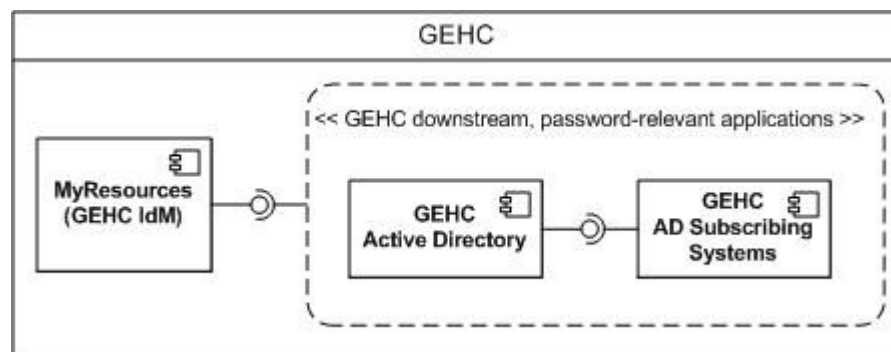 GEHC
<< GEHC downstream, password-relevant applications >>
MyResources
(GEHC IdM)
GEHC
Active Directory
GEHC
AD Subscribing
Systems